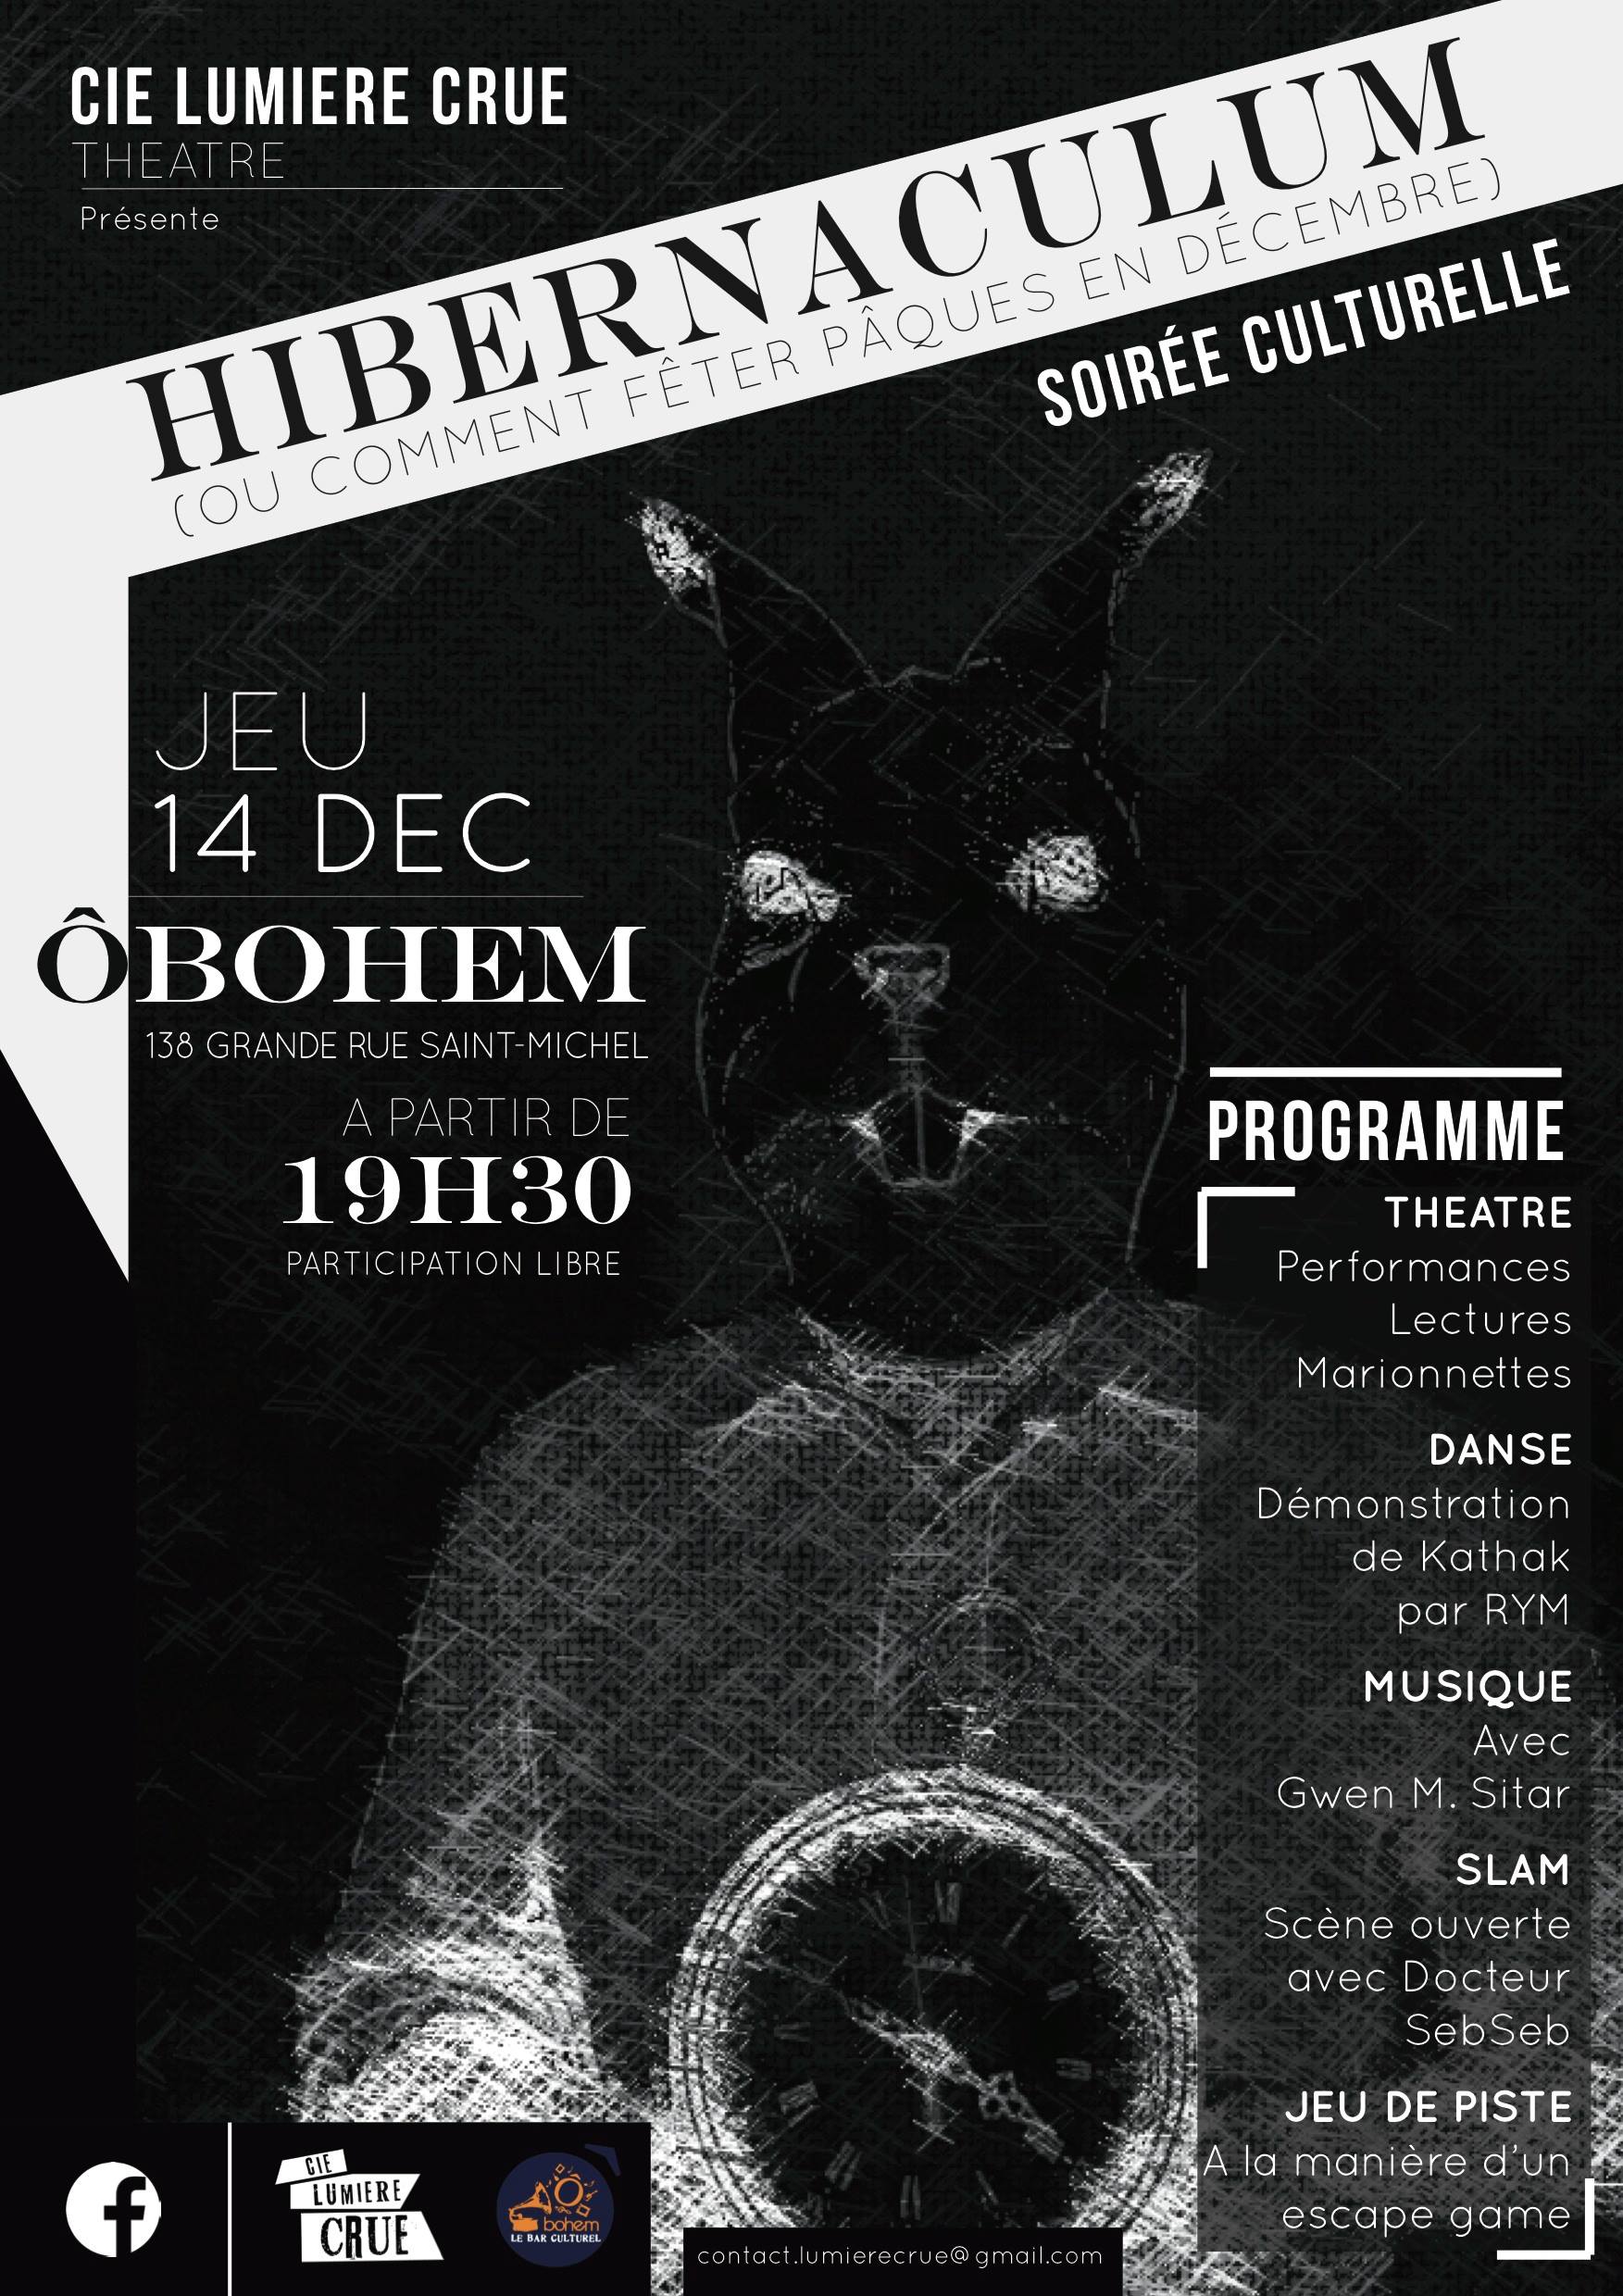 CIE LUMIERE CRUE
THEATRE
Présente
HIBERNACULUM
(OU COMMENT FÊTER PÂQUES EN DÉCEMBRE)
SOIRÉE CULTURELLE
JEU
14 DEC
ÔBOHEM
138 GRANDE RUE SAINT-MICHEL
A PARTIR DE
19H30
PARTICIPATION LIBRE
PROGRAMME
THEATRE
Performances
Lectures
Marionnettes
DANSE
Démonstration
de Kathak
par RYM
MUSIQUE
Avec
Gwen M. Sitar
SLAM
Scène ouverte
avec Docteur
SebSeb
JEU DE PISTE
A la manière d'un
escape game
f
CIE
LUMIERE
CRUE
Ô
bohem
LE BAR CULTUREL
contact.lumierecrue@gmail.com